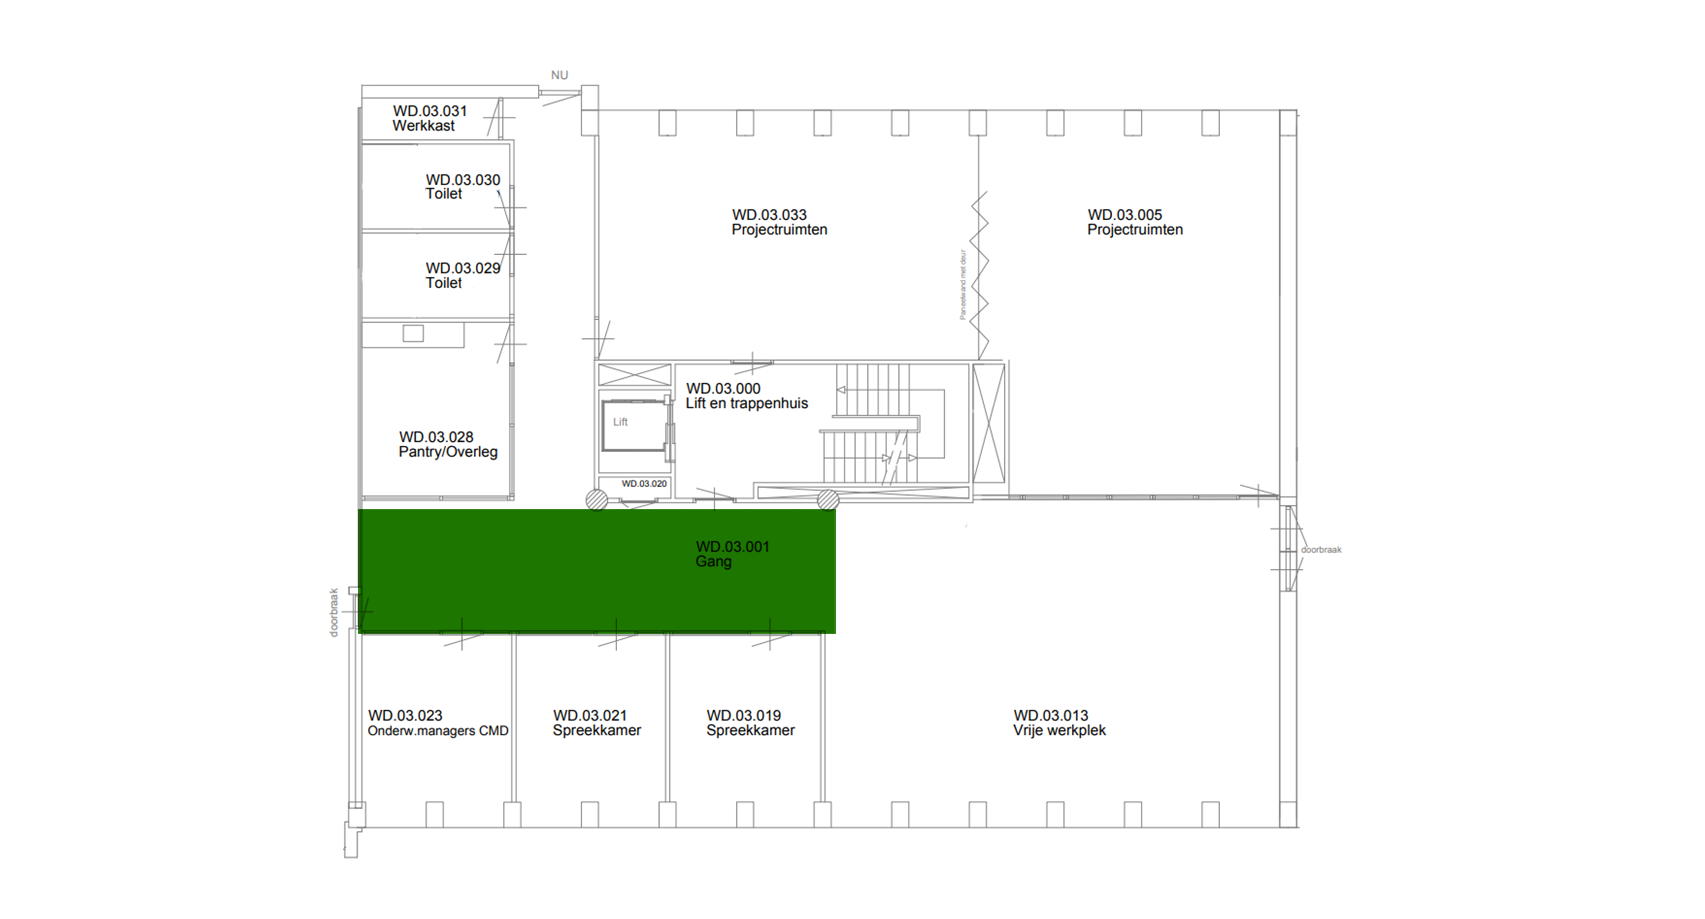 NU
WD.03.031
Werkkast
WD.03.030
Toilet
WD.03.033
Projectruimten
WD.03.005
Projectruimten
WD.03.029
Toilet
Paneelwand met deur
WD.03.000
Lift en trappenhuis
Lift
WD.03.028
Pantry/Overleg
WD.03.020
WD.03.001
Gang
doorbraak
doorbraak
WD.03.023
Onderw.managers CMD
WD.03.021
Spreekkamer
WD.03.019
Spreekkamer
WD.03.013
Vrije werkplek